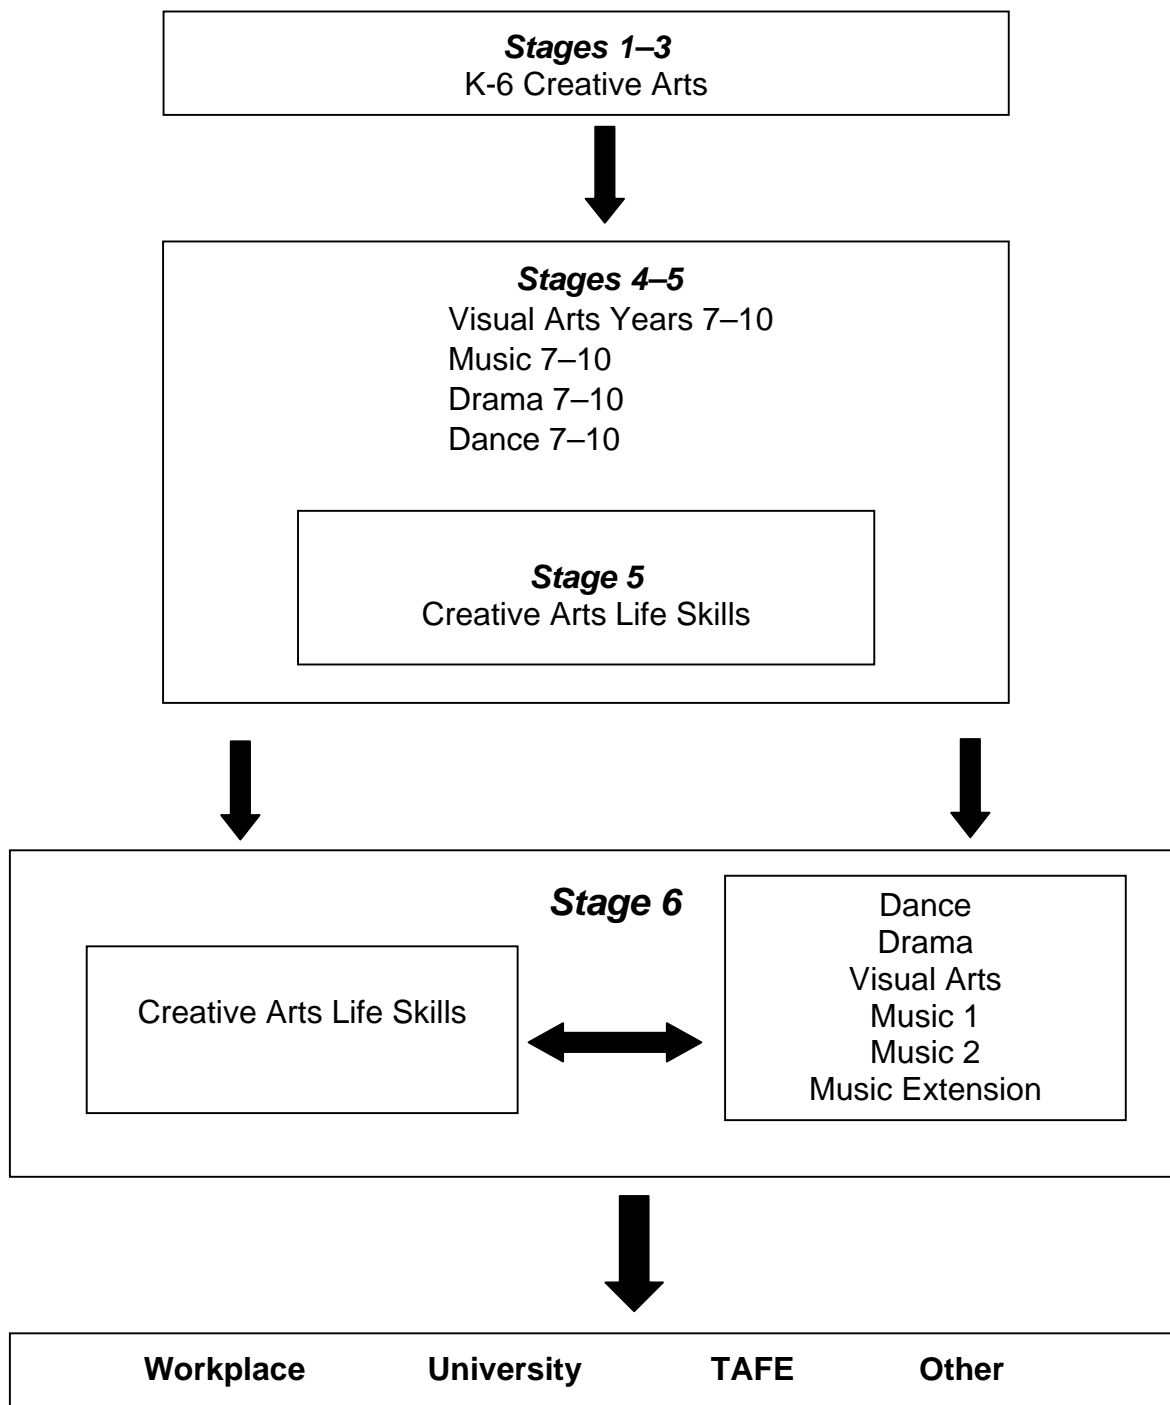 Stages 1–3
K-6 Creative Arts
Stages 4–5
Visual Arts Years 7–10
Music 7–10
Drama 7–10
Dance 7–10
Stage 5
Creative Arts Life Skills
Stage 6
Creative Arts Life Skills
Dance
Drama
Visual Arts
Music 1
Music 2
Music Extension
Workplace University TAFE Other